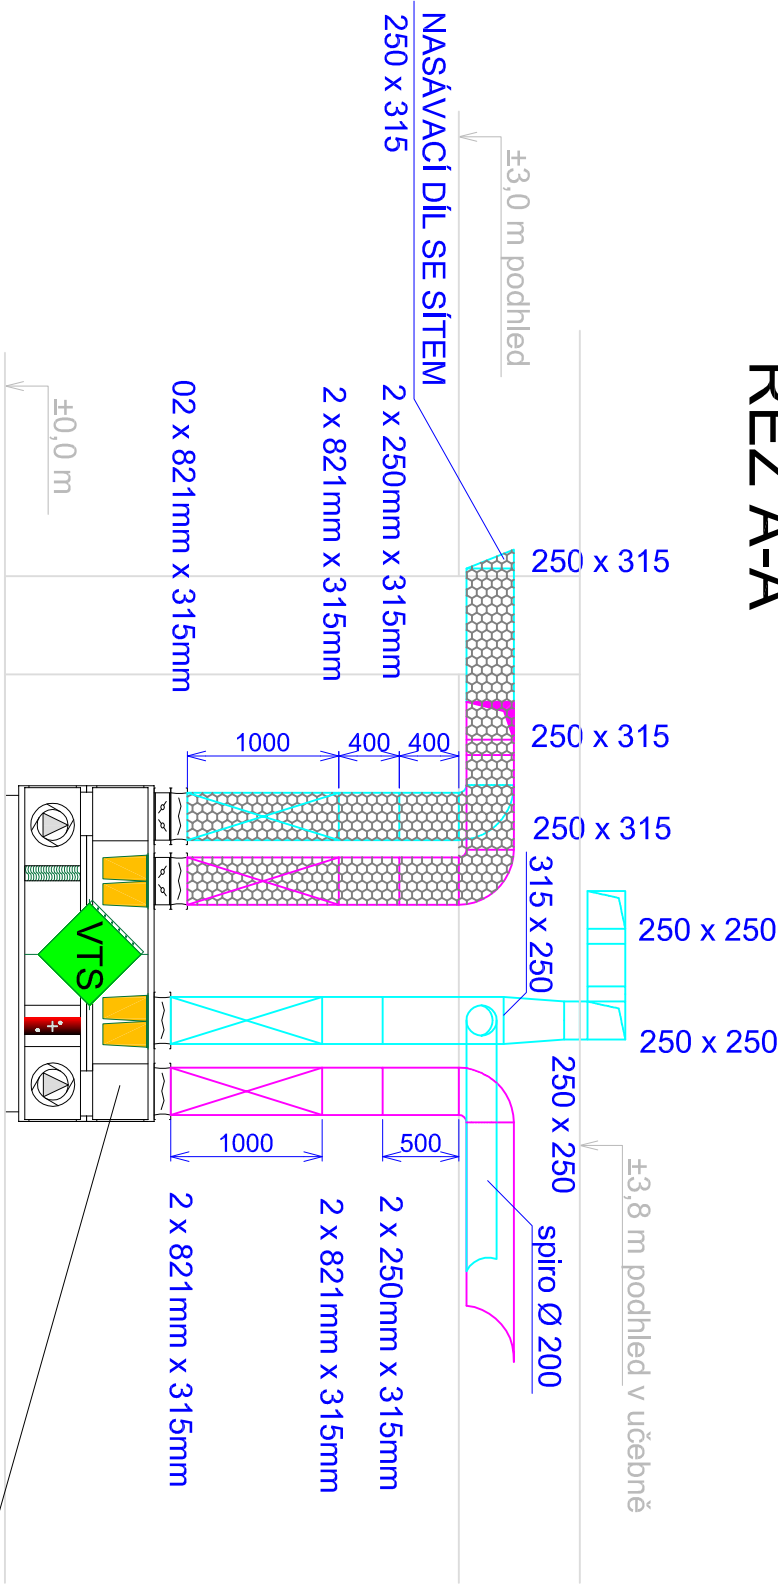 REZ A-A
±3,8 m podhled v učebně
250 x 250
250 x 250
250 x 315
250 x 315
250 x 315
315 x 250
250 x 250
spiro Ø 200
±3,0 m podhled
NASÁVACÍ DÍL SE SÍTEM
250 x 315
2 x 250mm x 315mm
400
500
2 x 250mm x 315mm
2 x 821mm x 315mm
400
2 x 821mm x 315mm
1000
1000
02 x 821mm x 315mm
2 x 821mm x 315mm
VTS
±0,0 m